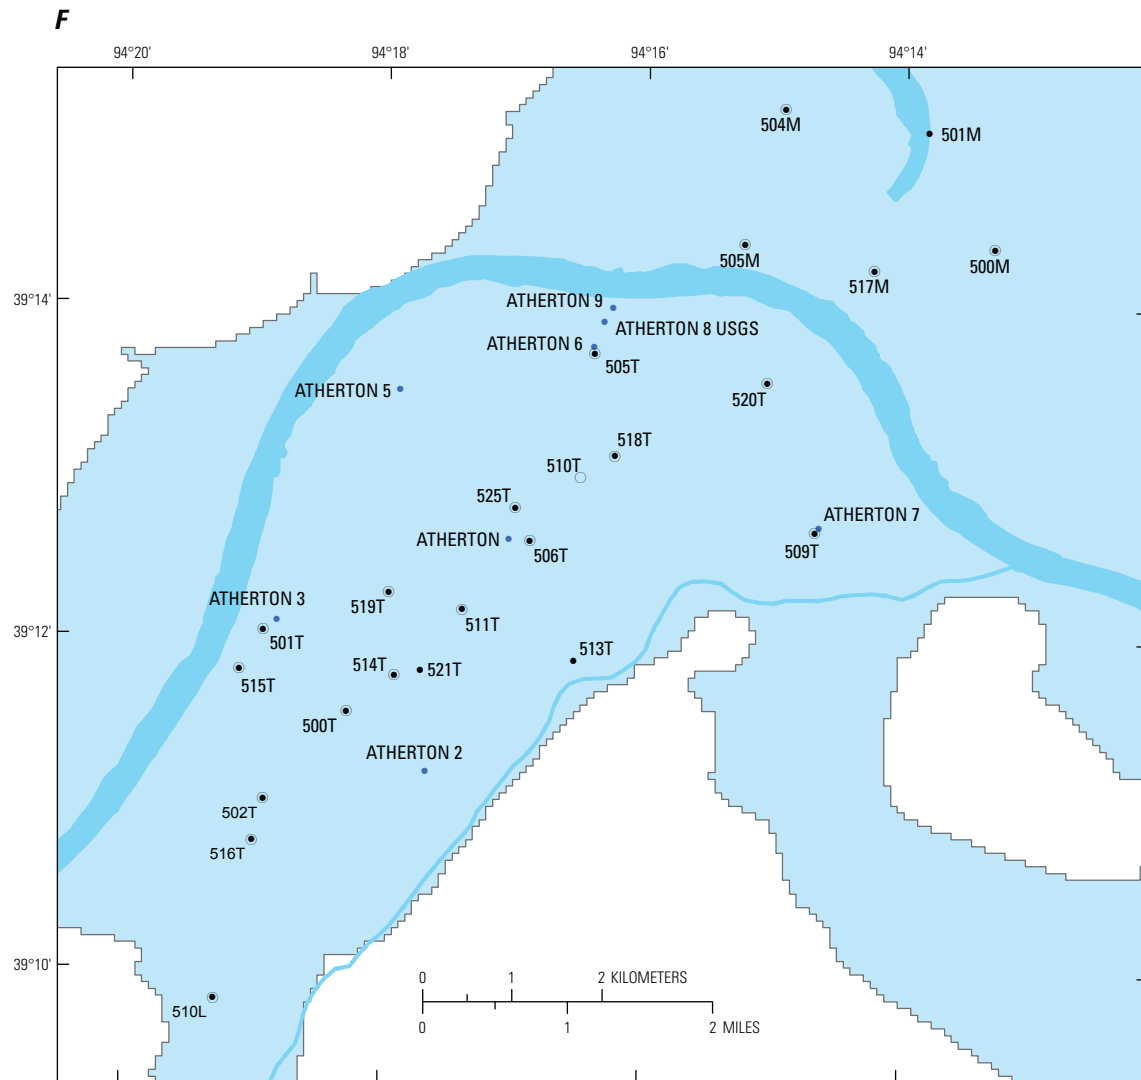 F
94°20'
94°18'
94°16'
94°14'
504M
501M
505M
500M
517M
39°14'
ATHERTON 9
ATHERTON 8 USGS
ATHERTON 6
505T
ATHERTON 5
520T
518T
510T
525T
ATHERTON 7
ATHERTON
506T
509T
519T
ATHERTON 3
511T
39°12'
501T
513T
514T
521T
515T
500T
ATHERTON 2
502T
516T
39°10'
0 1 2 KILOMETERS
510L
0 1 2 MILES